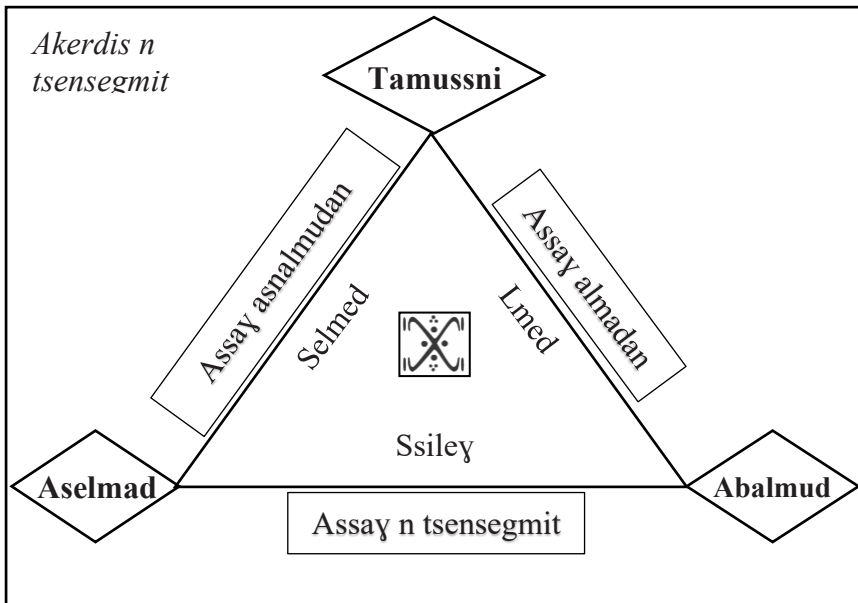 Akerdis n
tsensegmit
Tamussni
Assaɣ asnalmudan
Selmed
Assaɣ almadan
Lmed
Ssileɣ
Aselmad
Abalmud
Assaɣ n tsensegmit